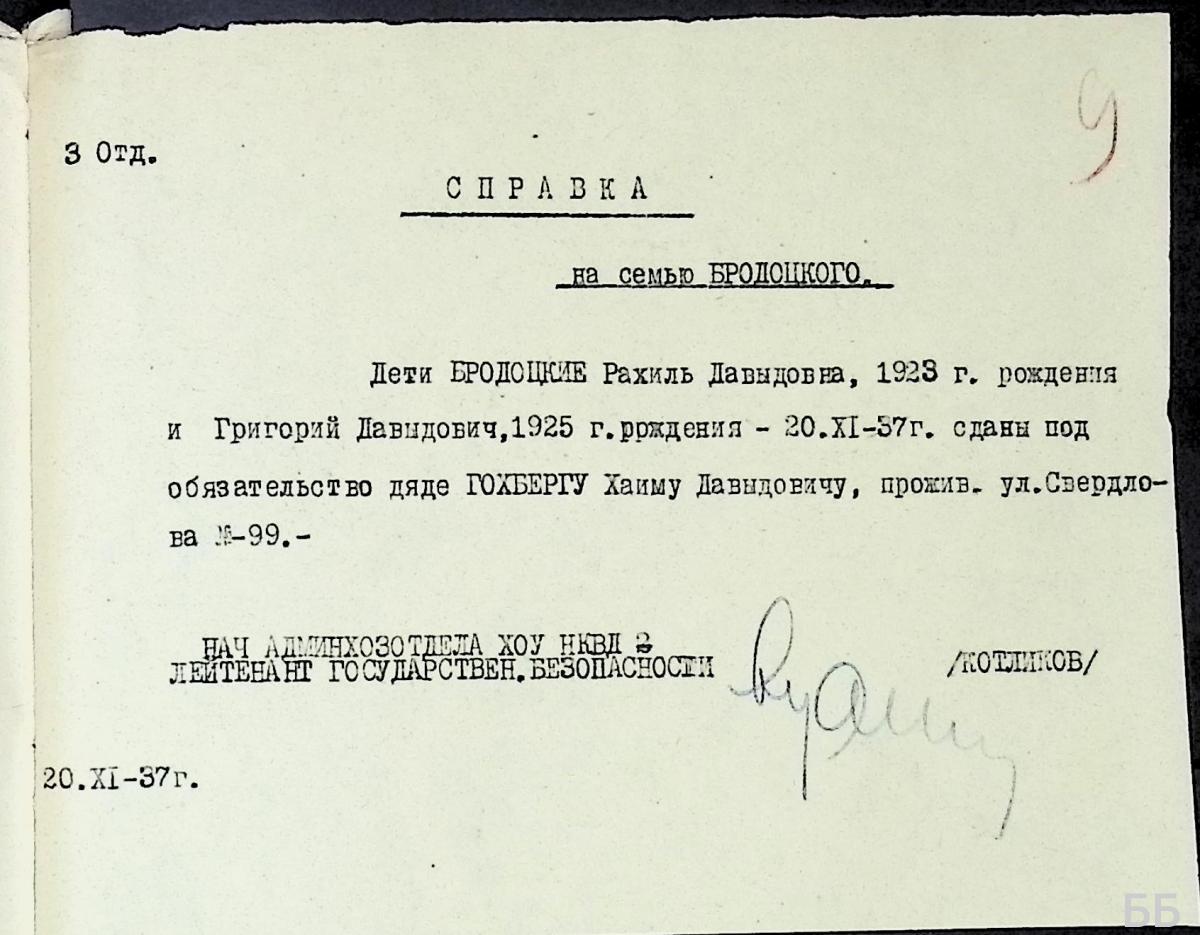 9
3 Отд.
СПРАВКА
на семью БРОДОЦКОГО.
Дети БРОДОЦКИЕ Рахиль Давыдовна, 1923 г. рождения
и Григорий Давыдович,1925 г.ррждения - 20.XI-37г. сданы под
обязательство дяде ГОХБЕРГУ Хаиму Давыдовичу, прожив. ул.Свердло-
ва №-99.-
НАЧ АДМИНХОЗОТДЕЛА ХОУ НКВД 2
ЛЕЙТЕНАНТ ГОСУДАРСТВЕН.БЕЗОПАСНОСТИ /КОТЛИКОВ/
20.XI-37г.
ББ